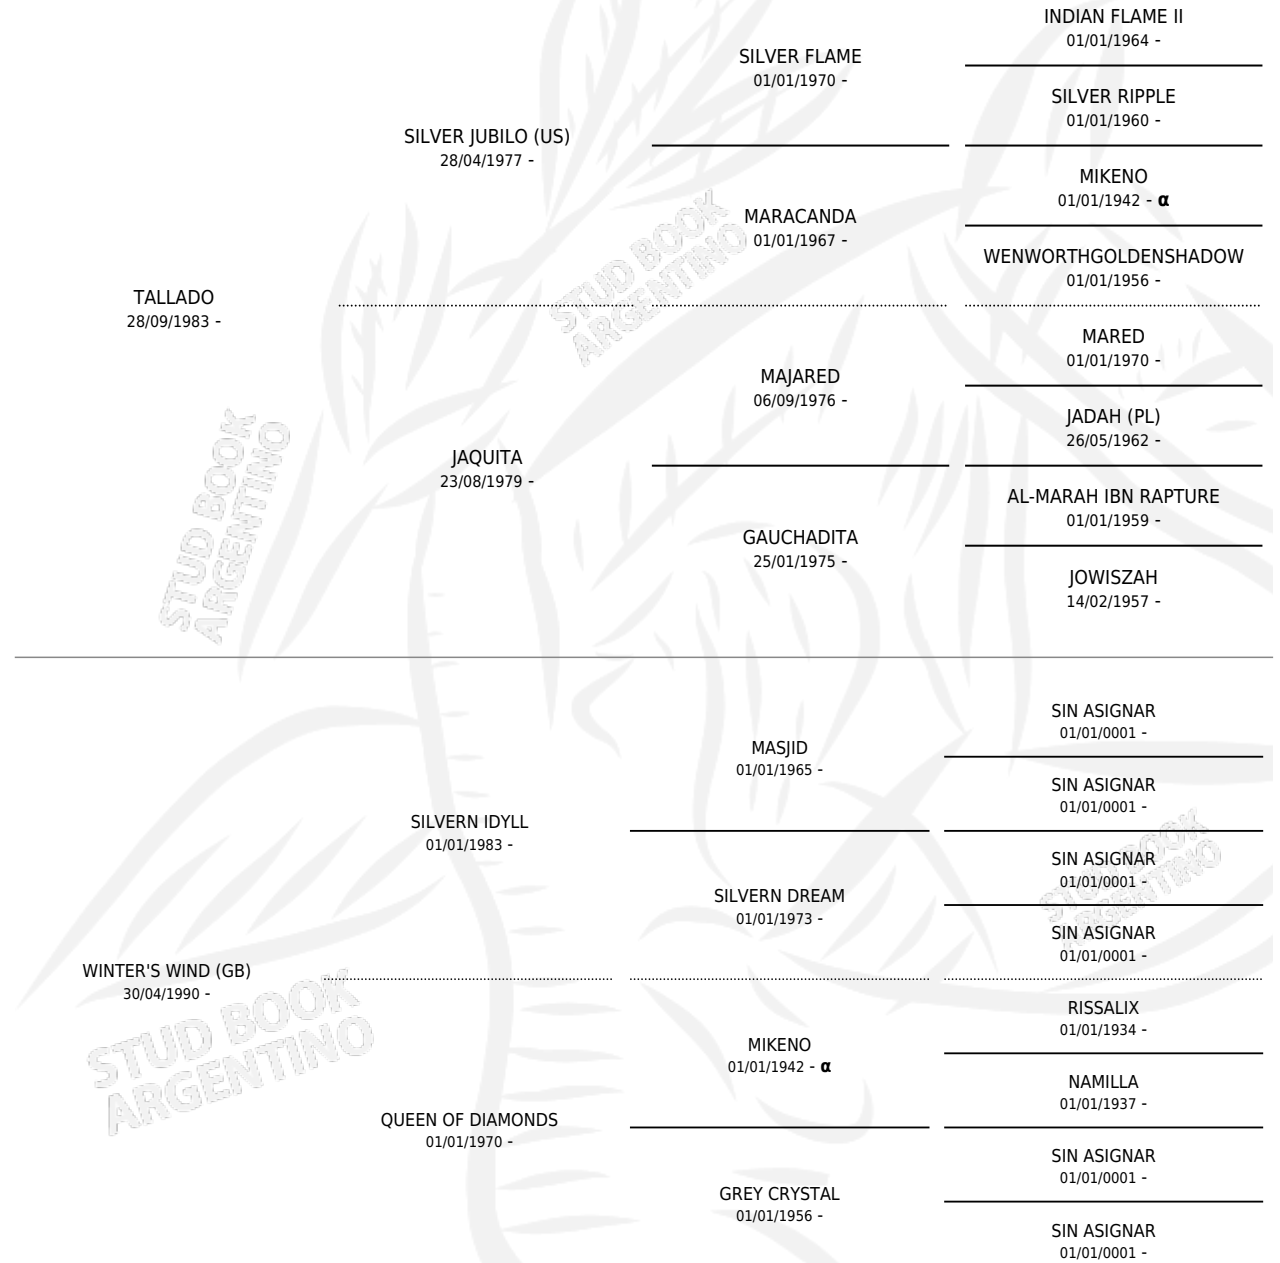 INDIAN FLAME II
01/01/1964 -
SILVER FLAME
01/01/1970 -
SILVER RIPPLE
01/01/1960 -
SILVER JUBILO (US)
28/04/1977 -
MIKENO
01/01/1942 - α
MARACANDA
01/01/1967 -
WENWORTHGOLDENSHADOW
01/01/1956 -
TALLADO
28/09/1983 -
MARED
01/01/1970 -
MAJARED
06/09/1976 -
JADAH (PL)
26/05/1962 -
JAQUITA
23/08/1979 -
AL-MARAH IBN RAPTURE
01/01/1959 -
GAUCHADITA
25/01/1975 -
JOWISZAH
14/02/1957 -
STUD BOOK
ARGENTINO
STUD BOOK
ARGENTINO
SIN ASIGNAR
01/01/0001 -
MASJID
01/01/1965 -
SIN ASIGNAR
01/01/0001 -
SILVERN IDYLL
01/01/1983 -
SIN ASIGNAR
01/01/0001 -
SILVERN DREAM
01/01/1973 -
SIN ASIGNAR
01/01/0001 -
WINTER'S WIND (GB)
30/04/1990 -
RISSALIX
01/01/1934 -
MIKENO
01/01/1942 - α
NAMILLA
01/01/1937 -
QUEEN OF DIAMONDS
01/01/1970 -
SIN ASIGNAR
01/01/0001 -
GREY CRYSTAL
01/01/1956 -
SIN ASIGNAR
01/01/0001 -
STUD BOOK
ARGENTINO
STUD BOOK
ARGENTINO